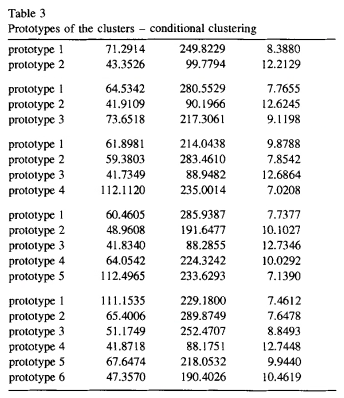 Table 3
Prototypes of the clusters – conditional clustering
prototype 1 71.2914 249.8229 8.3880
prototype 2 43.3526 99.7794 12.2129
prototype 1 64.5342 280.5529 7.7655
prototype 2 41.9109 90.1966 12.6245
prototype 3 73.6518 217.3061 9.1198
prototype 1 61.8981 214.0438 9.8788
prototype 2 59.3803 283.4610 7.8542
prototype 3 41.7349 88.9482 12.6864
prototype 4 112.1120 235.0014 7.0208
prototype 1 60.4605 285.9387 7.7377
prototype 2 48.9608 191.6477 10.1027
prototype 3 41.8340 88.2855 12.7346
prototype 4 64.0542 224.3242 10.0292
prototype 5 112.4965 233.6293 7.1390
prototype 1 111.1535 229.1800 7.4612
prototype 2 65.4006 289.8749 7.6478
prototype 3 51.1749 252.4707 8.8493
prototype 4 41.8718 88.1751 12.7448
prototype 5 67.6474 218.0532 9.9440
prototype 6 47.3570 190.4026 10.4619